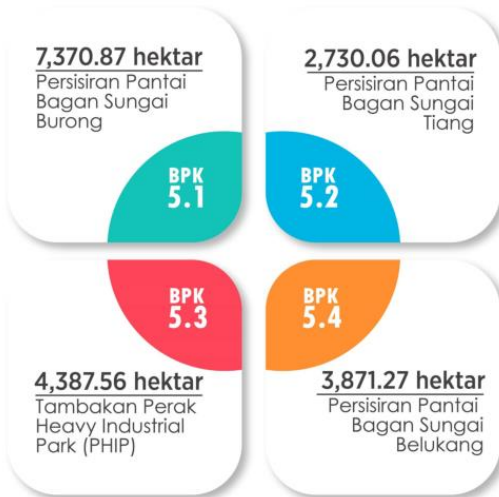 7,370.87 hektar
Persisiran Pantai
Bagan Sungai
Burong
BPK
5.1
2,730.06 hektar
Persisiran Pantai
Bagan Sungai
Tiang
BPK
5.2
BPK
5.3
4,387.56 hektar
Tambakan Perak
Heavy Industrial
Park (PHIP)
BPK
5.4
3,871.27 hektar
Persisiran Pantai
Bagan Sungai
Belukang